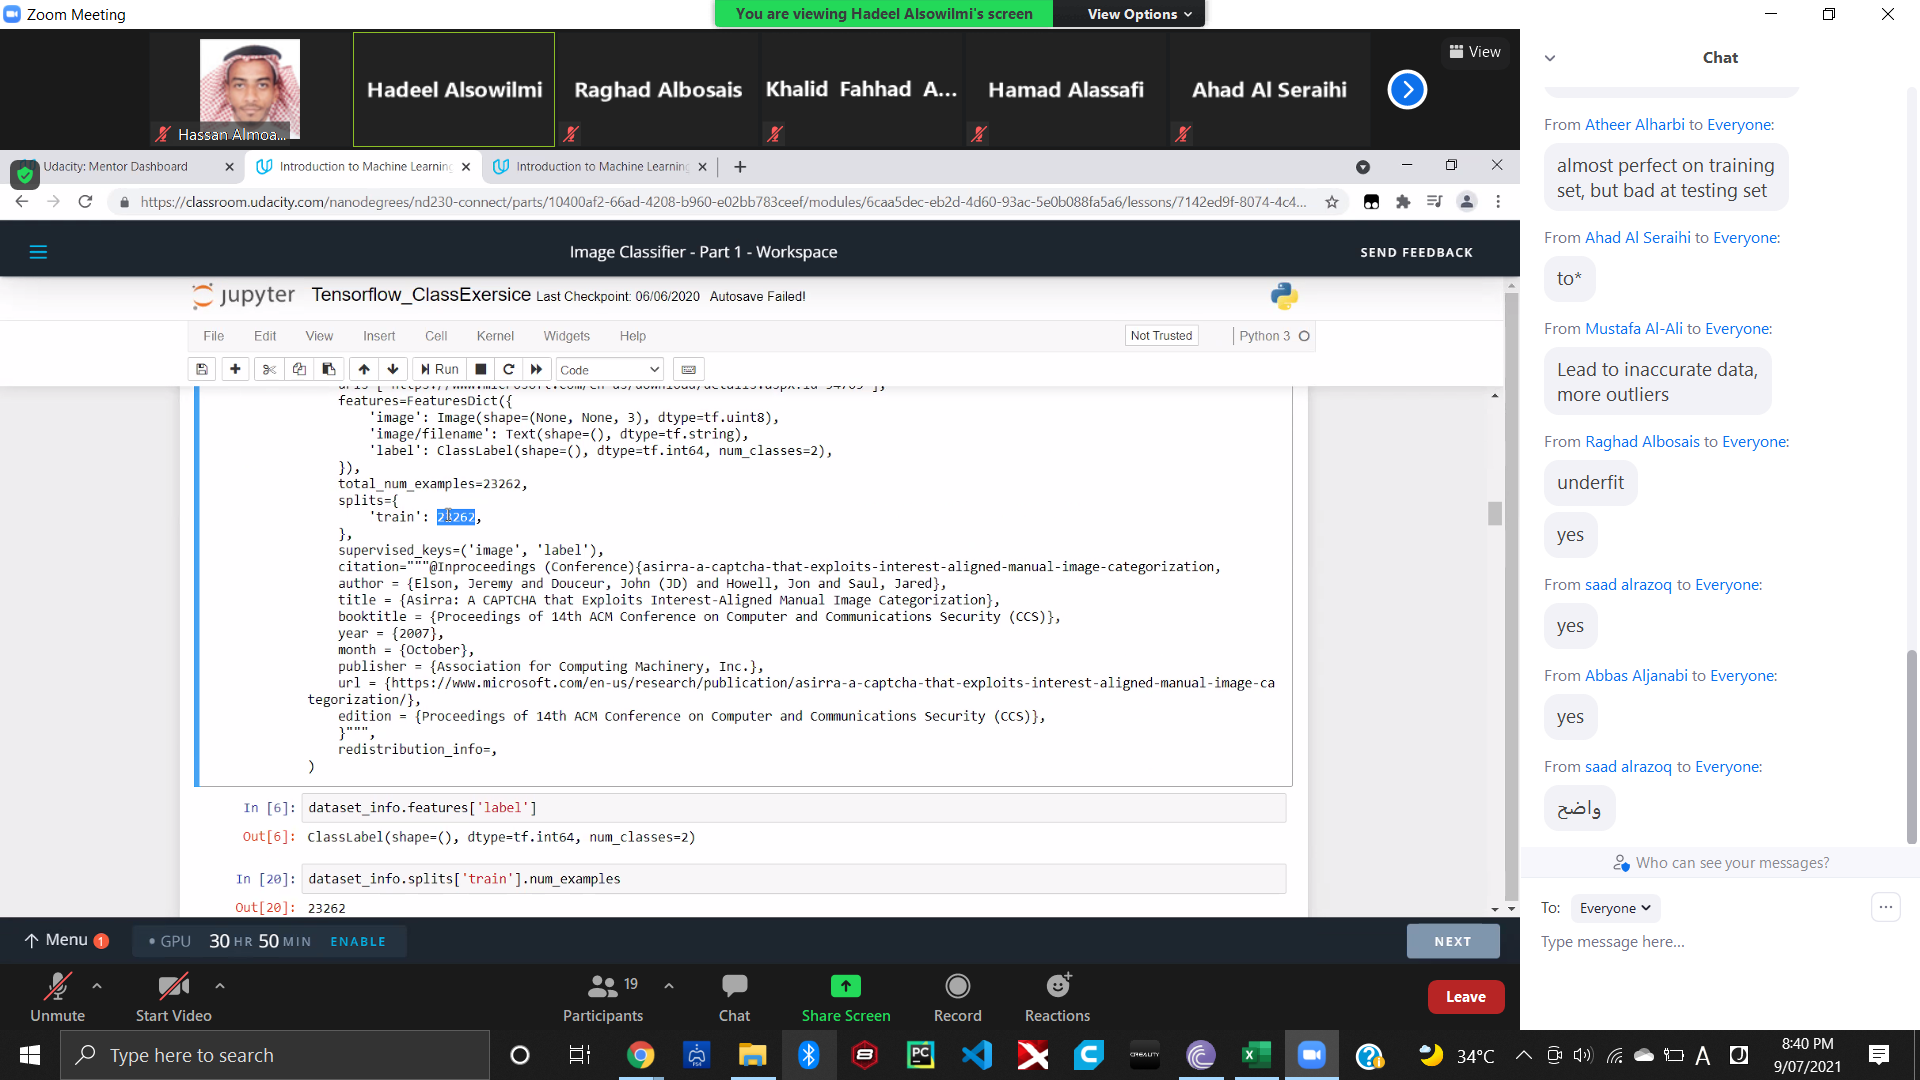 Zoom Meeting
You are viewing Hadeel Alsowilmi's screen
View Options
View
Hassan Almoa...
Hadeel Alsowilmi
Raghad Albosais
Khalid Fahhad A...
Hamad Alassafi
Ahad Al Seraihi
Udacity: Mentor Dashboard
Introduction to Machine Learning
Introduction to Machine Learning
https://classroom.udacity.com/nanodegrees/nd230-connect/parts/10400af2-66ad-4208-b960-e02bb783ceef/modules/6caa5dec-eb2d-4d60-93ac-5e0b088fa5a6/lessons/7142ed9f-8074-4c4...
Image Classifier - Part 1 - Workspace
SEND FEEDBACK
jupyter Tensorflow_ClassExersice Last Checkpoint: 06/06/2020 Autosave Failed!
File Edit View Insert Cell Kernel Widgets Help
Not Trusted
Python 3
Run
Code
features=FeaturesDict({
'image': Image(shape=(None, None, 3), dtype=tf.uint8),
'image/filename': Text(shape=(), dtype=tf.string),
'label': ClassLabel(shape=(), dtype=tf.int64, num_classes=2),
}),
total_num_examples=23262,
splits={
'train': 23262,
},
supervised_keys=('image', 'label'),
citation="""@Inproceedings (Conference){asirra-a-captcha-that-exploits-interest-aligned-manual-image-categorization,
author = {Elson, Jeremy and Douceur, John (JD) and Howell, Jon and Saul, Jared},
title = {Asirra: A CAPTCHA that Exploits Interest-Aligned Manual Image Categorization},
booktitle = {Proceedings of 14th ACM Conference on Computer and Communications Security (CCS)},
year = {2007},
month = {October},
publisher = {Association for Computing Machinery, Inc.},
url = {https://www.microsoft.com/en-us/research/publication/asirra-a-captcha-that-exploits-interest-aligned-manual-image-ca
tegorization/},
edition = {Proceedings of 14th ACM Conference on Computer and Communications Security (CCS)},
}""",
redistribution_info=,
)
In [6]: dataset_info.features['label']
Out[6]: ClassLabel(shape=(), dtype=tf.int64, num_classes=2)
In [20]: dataset_info.splits['train'].num_examples
Out[20]: 23262
Menu 1
GPU 30 HR 50 MIN ENABLE
NEXT
Unmute
Start Video
Participants 19
Chat
Share Screen
Record
Reactions
Leave
Chat
From Atheer Alharbi to Everyone:
almost perfect on training
set, but bad at testing set
From Ahad Al Seraihi to Everyone:
to*
From Mustafa Al-Ali to Everyone:
Lead to inaccurate data,
more outliers
From Raghad Albosais to Everyone:
underfit
yes
From saad alrazoq to Everyone:
yes
From Abbas Aljanabi to Everyone:
yes
From saad alrazoq to Everyone:
واضح
Who can see your messages?
To: Everyone
Type message here...
Type here to search
34°C
8:40 PM
9/07/2021